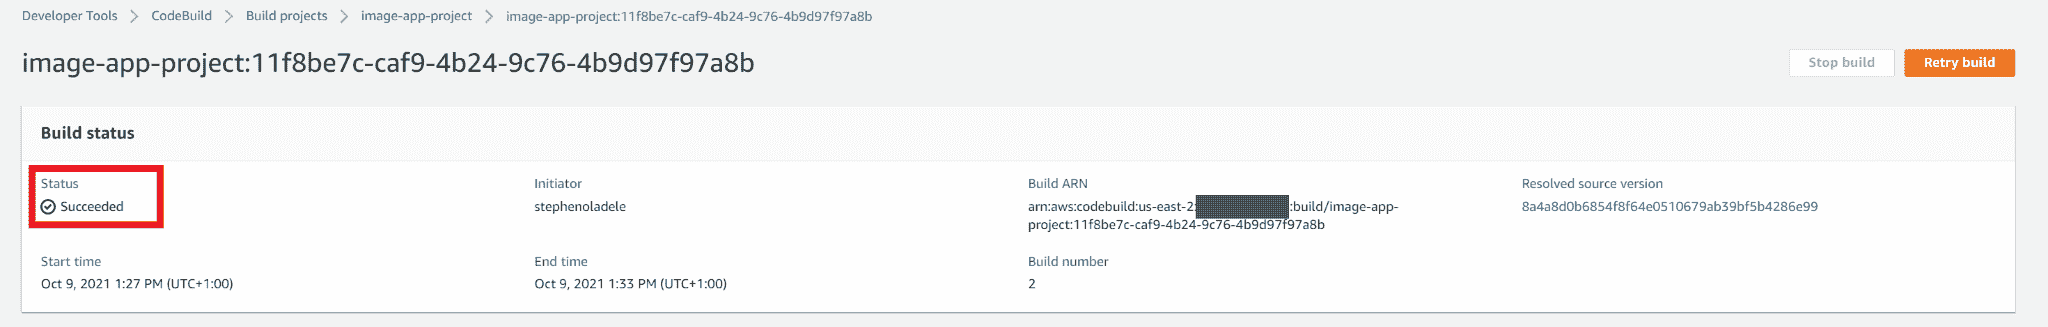 Developer Tools > CodeBuild > Build projects > image-app-project > image-app-project:11f8be7c-caf9-4b24-9c76-4b9d97f97a8b
image-app-project:11f8be7c-caf9-4b24-9c76-4b9d97f97a8b
Stop build
Retry build
Build status
Status
Succeeded
Initiator
stephenoladele
Build ARN
arn:aws:codebuild:us-east-2: :build/image-app-
project:11f8be7c-caf9-4b24-9c76-4b9d97f97a8b
Resolved source version
8a4a8d0b6854f8f64e0510679ab39bf5b4286e99
Start time
Oct 9, 2021 1:27 PM (UTC+1:00)
End time
Oct 9, 2021 1:33 PM (UTC+1:00)
Build number
2